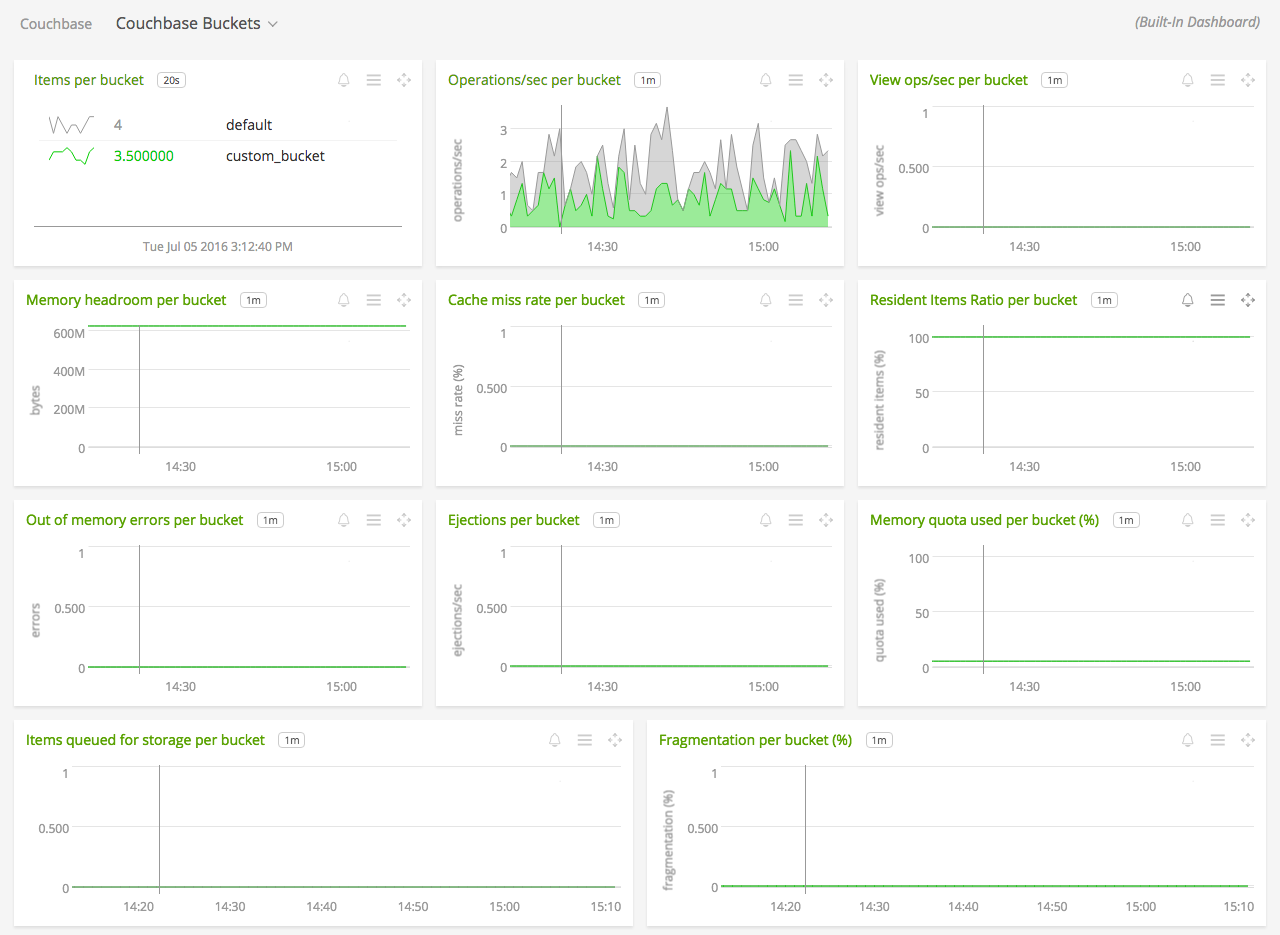 Couchbase Couchbase Buckets (Built-In Dashboard)
Items per bucket 20s
4 default
3.500000 custom_bucket
Tue Jul 05 2016 3:12:40 PM
Operations/sec per bucket 1m
operations/sec
3
2
1
0
14:30 15:00
View ops/sec per bucket 1m
view ops/sec
1
0.500
0
14:30 15:00
Memory headroom per bucket 1m
bytes
600M
400M
200M
0
14:30 15:00
Cache miss rate per bucket 1m
miss rate (%)
1
0.500
0
14:30 15:00
Resident Items Ratio per bucket 1m
resident items (%)
100
50
0
14:30 15:00
Out of memory errors per bucket 1m
errors
1
0.500
0
14:30 15:00
Ejections per bucket 1m
ejections/sec
1
0.500
0
14:30 15:00
Memory quota used per bucket (%) 1m
quota used (%)
100
50
0
14:30 15:00
Items queued for storage per bucket 1m
1
0.500
0
14:20 14:30 14:40 14:50 15:00 15:10
Fragmentation per bucket (%) 1m
fragmentation (%)
1
0.500
0
14:20 14:30 14:40 14:50 15:00 15:10